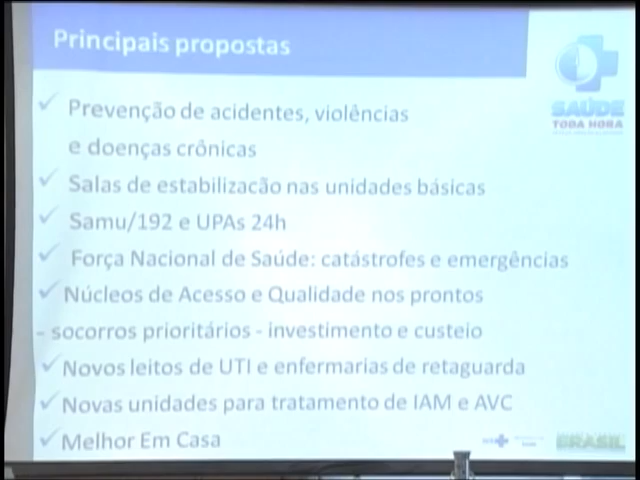 Principais propostas
SAÚDE
TODA HORA
✓ Prevenção de acidentes, violências
e doenças crônicas
✓ Salas de estabilizacão nas unidades básicas
✓ Samu/192 e UPAs 24h
✓ Força Nacional de Saúde: catástrofes e emergências
✓ Núcleos de Acesso e Qualidade nos prontos
- socorros prioritários - investimento e custeio
✓ Novos leitos de UTI e enfermarias de retaguarda
✓ Novas unidades para tratamento de IAM e AVC
✓ Melhor Em Casa
BRASIL